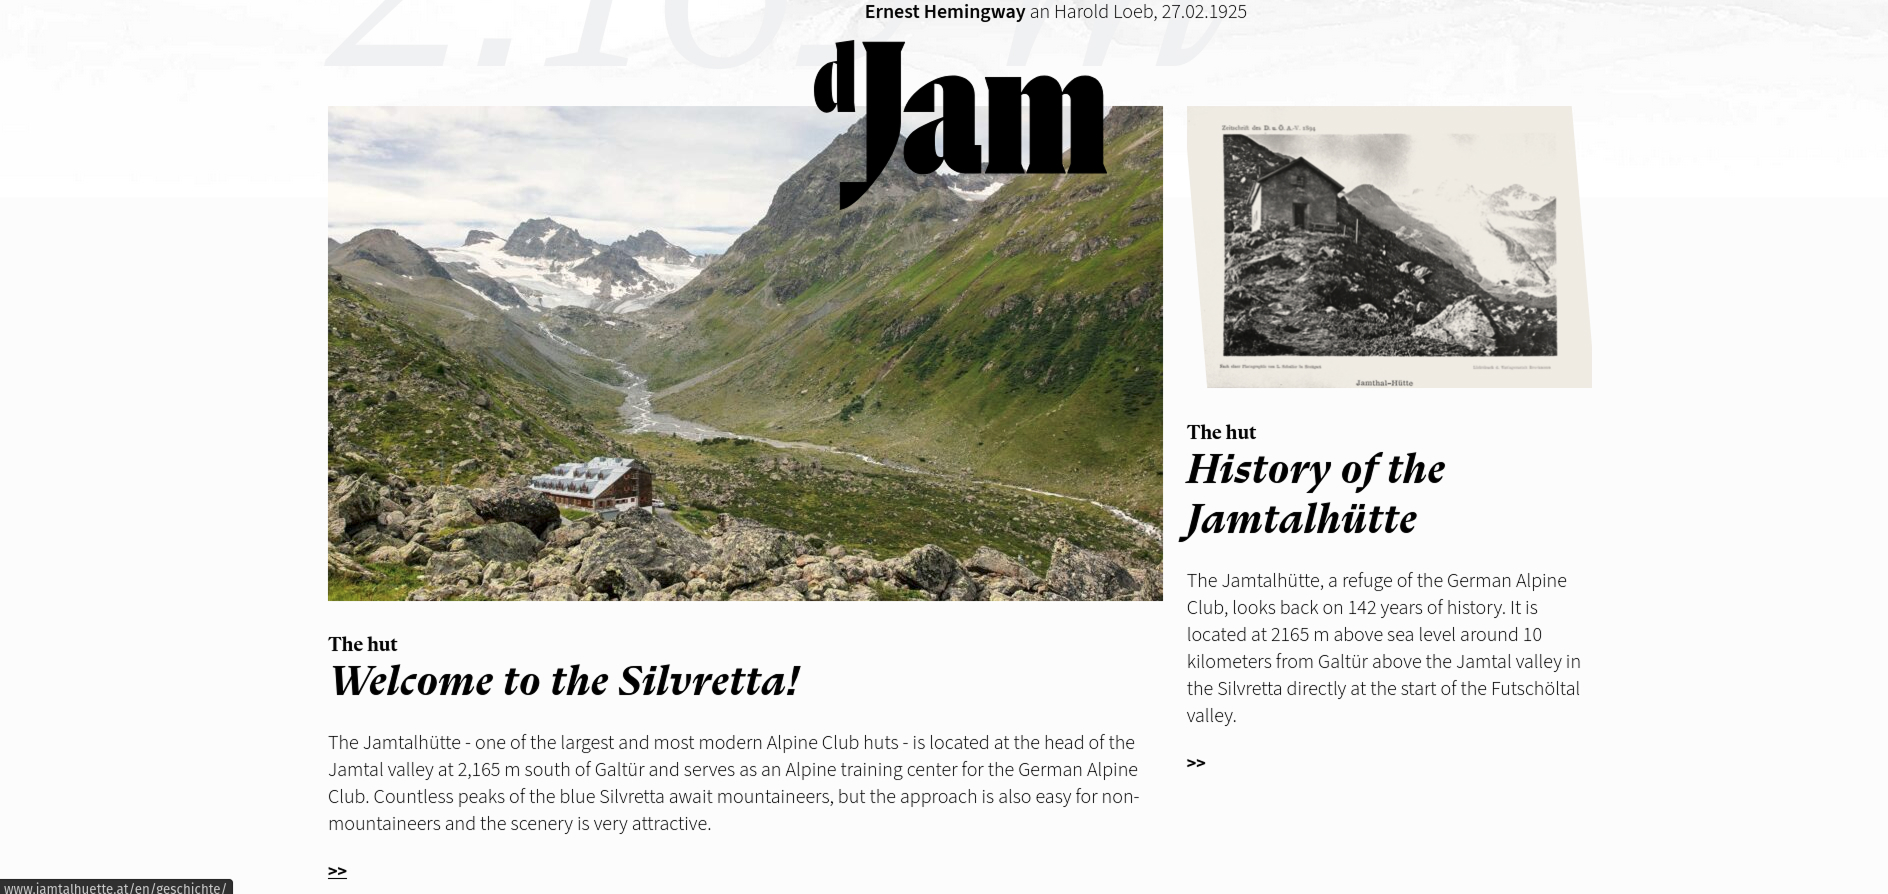 2.165 m
Ernest Hemingway an Harold Loeb, 27.02.1925
dJam
Zeitschrift des D. u. Ö. A.-V. 1894
Jamthal-Hütte
The hut
Welcome to the Silvretta!
The Jamtalhütte - one of the largest and most modern Alpine Club huts - is located at the head of the
Jamtal valley at 2,165 m south of Galtür and serves as an Alpine training center for the German Alpine
Club. Countless peaks of the blue Silvretta await mountaineers, but the approach is also easy for non-
mountaineers and the scenery is very attractive.
>>
The hut
History of the
Jamtalhütte
The Jamtalhütte, a refuge of the German Alpine
Club, looks back on 142 years of history. It is
located at 2165 m above sea level around 10
kilometers from Galtür above the Jamtal valley in
the Silvretta directly at the start of the Futschöltal
valley.
>>
www.jamtalhuette.at/en/geschichte/